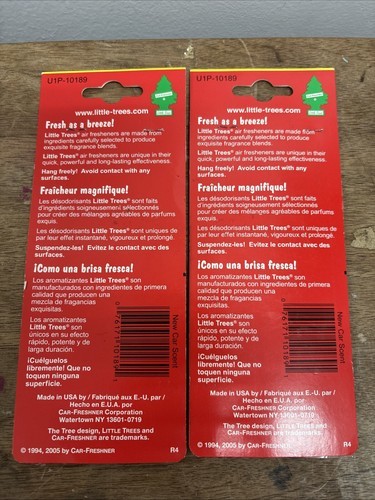 U1P-10189
www.little-trees.com
Fresh as a breeze!
Little Trees® air fresheners are made from
ingredients carefully selected to produce
exquisite fragrance blends.
Little Trees® air fresheners are unique in their
quick, powerful and long-lasting effectiveness.
Hang freely! Avoid contact with any
surfaces.
Fraîcheur magnifique!
Les désodorisants Little Trees® sont faits
d'ingrédients soigneusement sélectionnés
pour créer des mélanges agréables de parfums
exquis.
Les désodorisants Little Trees® sont uniques de
par leur effet instantané, vigoureux et prolongé.
Suspendez-les! Evitez le contact avec des
surfaces.
¡Como una brisa fresca!
Los aromatizantes Little Trees® son
manufacturados con ingredientes de primera
calidad que producen una
mezcla de fragancias
exquisitas.
Los aromatizantes
Little Trees® son
únicos en su efecto
rápido, potente y de
larga duración.
¡Cuélguelos
libremente! Que no
toquen ninguna
superficie.
New Car Scent
Made in USA by / Fabriqué aux E.-U. par /
Hecho en E.U.A. por
CAR-FRESHNER Corporation
Watertown NY 13601-0719
The Tree design, LITTLE TREES and
CAR-FRESHNER are trademarks.
© 1994, 2005 by CAR-FRESHNER
R4
U1P-10189
www.little-trees.com
Fresh as a breeze!
Little Trees® air fresheners are made from
ingredients carefully selected to produce
exquisite fragrance blends.
Little Trees® air fresheners are unique in their
quick, powerful and long-lasting effectiveness.
Hang freely! Avoid contact with any
surfaces.
Fraîcheur magnifique!
Les désodorisants Little Trees® sont faits
d'ingrédients soigneusement sélectionnés
pour créer des mélanges agréables de parfums
exquis.
Les désodorisants Little Trees® sont uniques de
par leur effet instantané, vigoureux et prolongé.
Suspendez-les! Evitez le contact avec des
surfaces.
¡Como una brisa fresca!
Los aromatizantes Little Trees® son
manufacturados con ingredientes de primera
calidad que producen una
mezcla de fragancias
exquisitas.
Los aromatizantes
Little Trees® son
únicos en su efecto
rápido, potente y de
larga duración.
¡Cuélguelos
libremente! Que no
toquen ninguna
superficie.
New Car Scent
Made in USA by / Fabriqué aux E.-U. par /
Hecho en E.U.A. por
CAR-FRESHNER Corporation
Watertown NY 13601-0719
The Tree design, LITTLE TREES and
CAR-FRESHNER are trademarks.
© 1994, 2005 by CAR-FRESHNER
R4